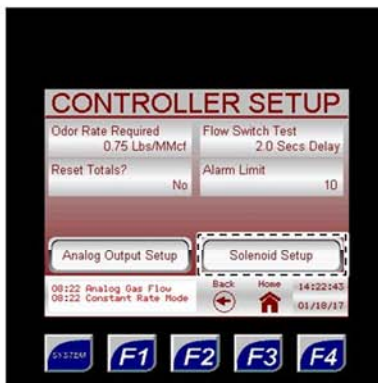 CONTROLLER SETUP
Odor Rate Required
0.75 Lbs/MMcf
Flow Switch Test
2.0 Secs Delay
Reset Totals?
No
Alarm Limit
10
Analog Output Setup
Solenoid Setup
08:22 Analog Gas Flow
08:22 Constant Rate Mode
Back
Home
14:22:43
01/18/17
SYSTEM
F1
F2
F3
F4